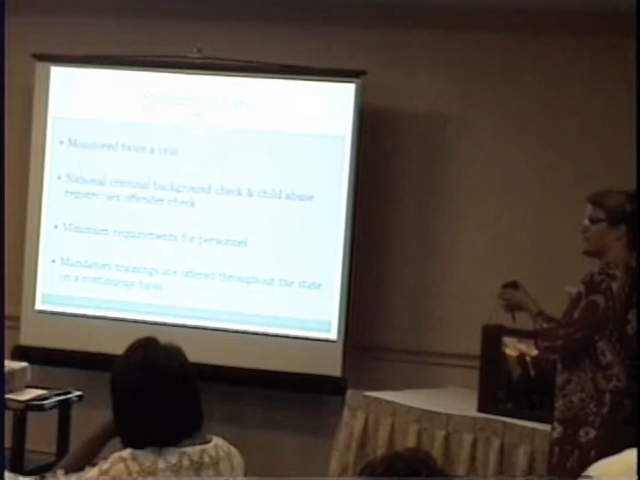 • Monitored twice a year
• National criminal background check & child abuse
registry/sex offender check
• Minimum requirements for personnel
• Mandatory trainings are offered throughout the state
on a continuous basis